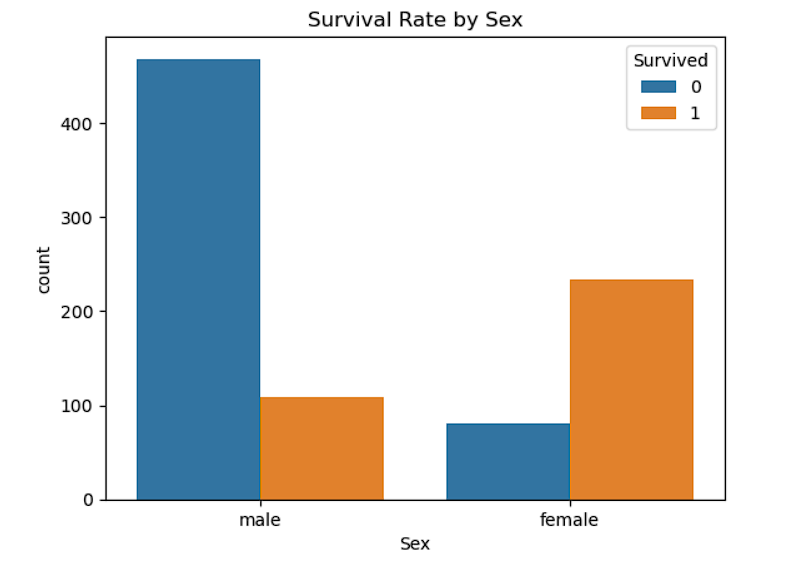 Survival Rate by Sex
Survived
0
1
400
300
200
100
0
count
male
female
Sex